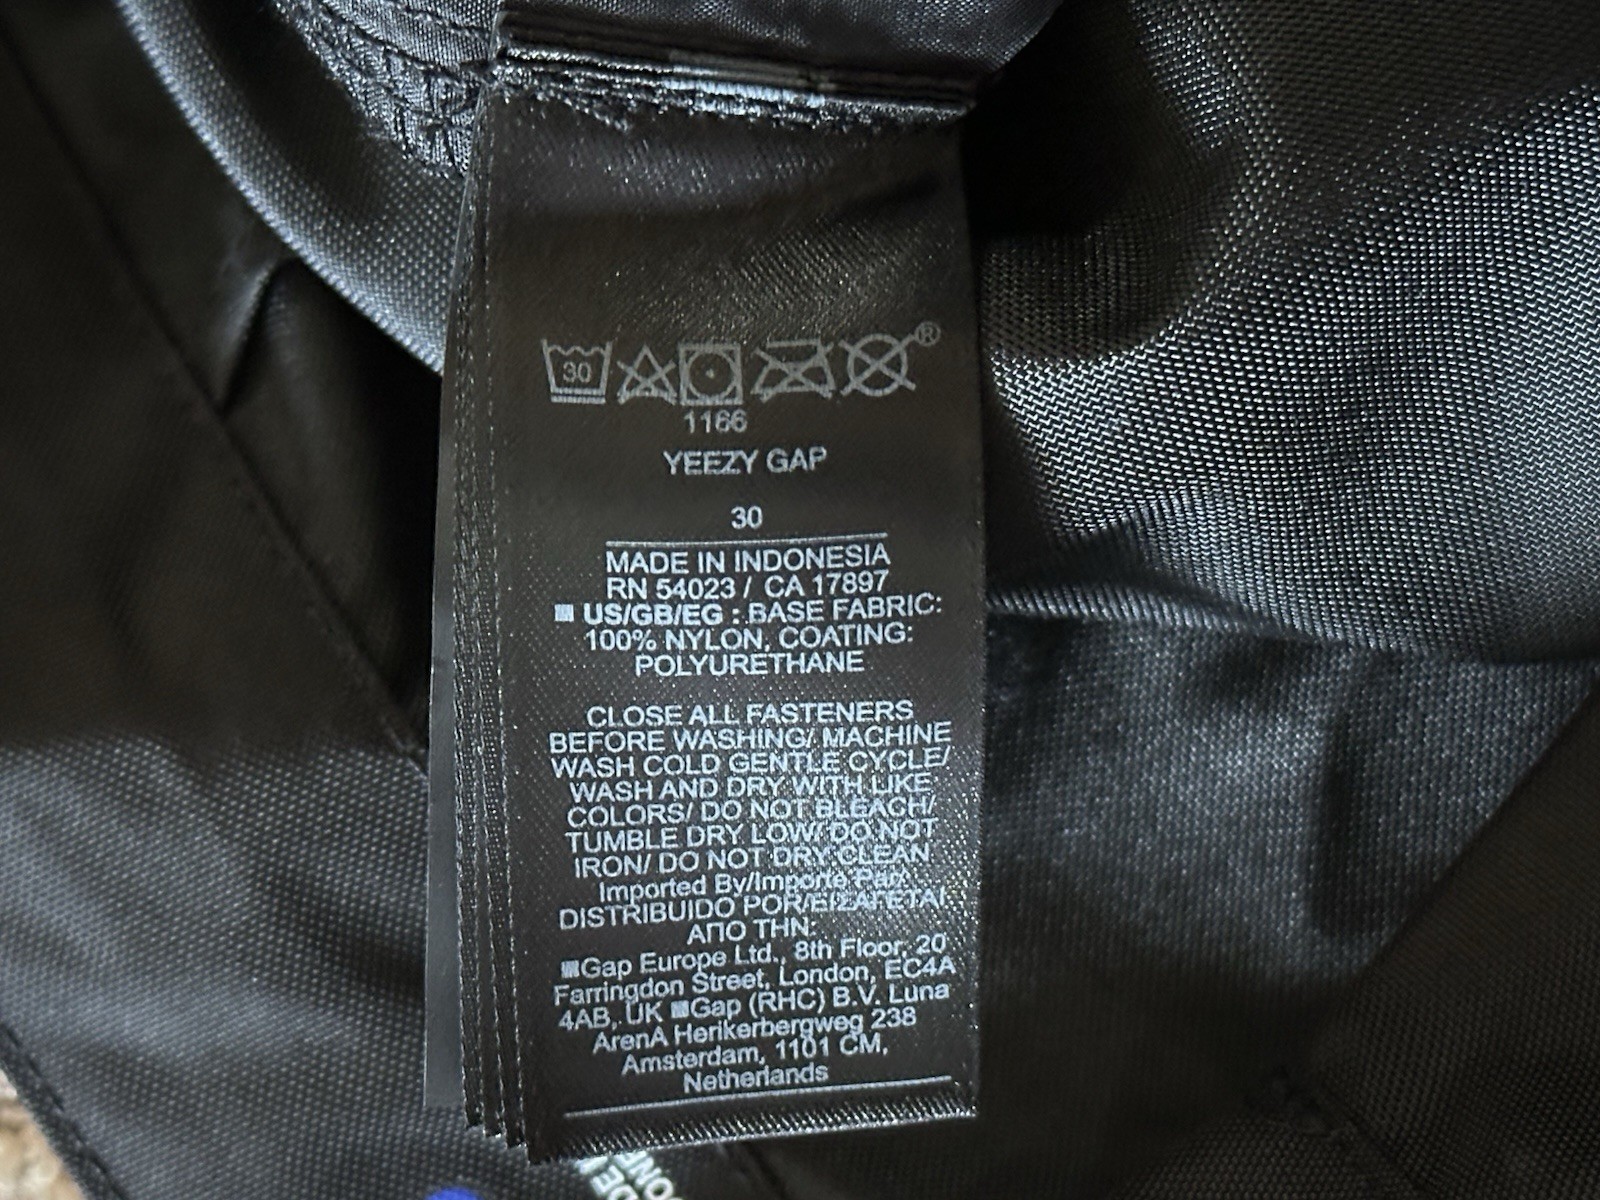 30
®
1166
YEEZY GAP
30
MADE IN INDONESIA
RN 54023 / CA 17897
■ US/GB/EG : BASE FABRIC:
100% NYLON, COATING:
POLYURETHANE
CLOSE ALL FASTENERS
BEFORE WASHING/ MACHINE
WASH COLD GENTLE CYCLE/
WASH AND DRY WITH LIKE
COLORS/ DO NOT BLEACH/
TUMBLE DRY LOW/ DO NOT
IRON/ DO NOT DRY CLEAN
Imported By/Importé Par/
DISTRIBUIDO POR/ΕΙΣΑΓΕΤΑΙ
ΑΠΟ ΤΗΝ:
■Gap Europe Ltd., 8th Floor, 20
Farringdon Street, London, EC4A
4AB, UK ■Gap (RHC) B.V. Luna
ArenA Herikerbergweg 238
Amsterdam, 1101 CM,
Netherlands